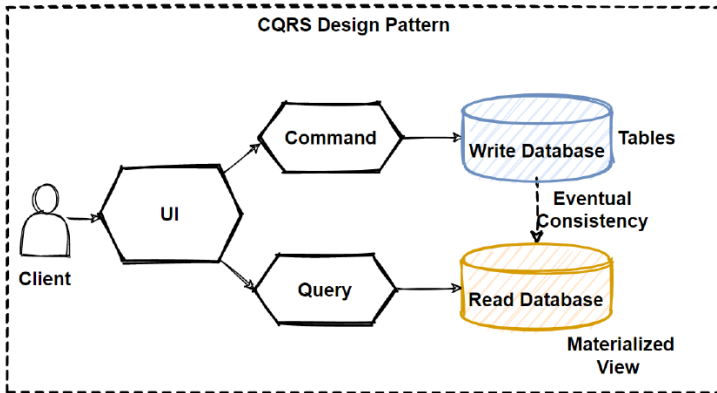 CQRS Design Pattern
Command
Write Database
Tables
UI
Eventual
Consistency
Client
Query
Read Database
Materialized
View